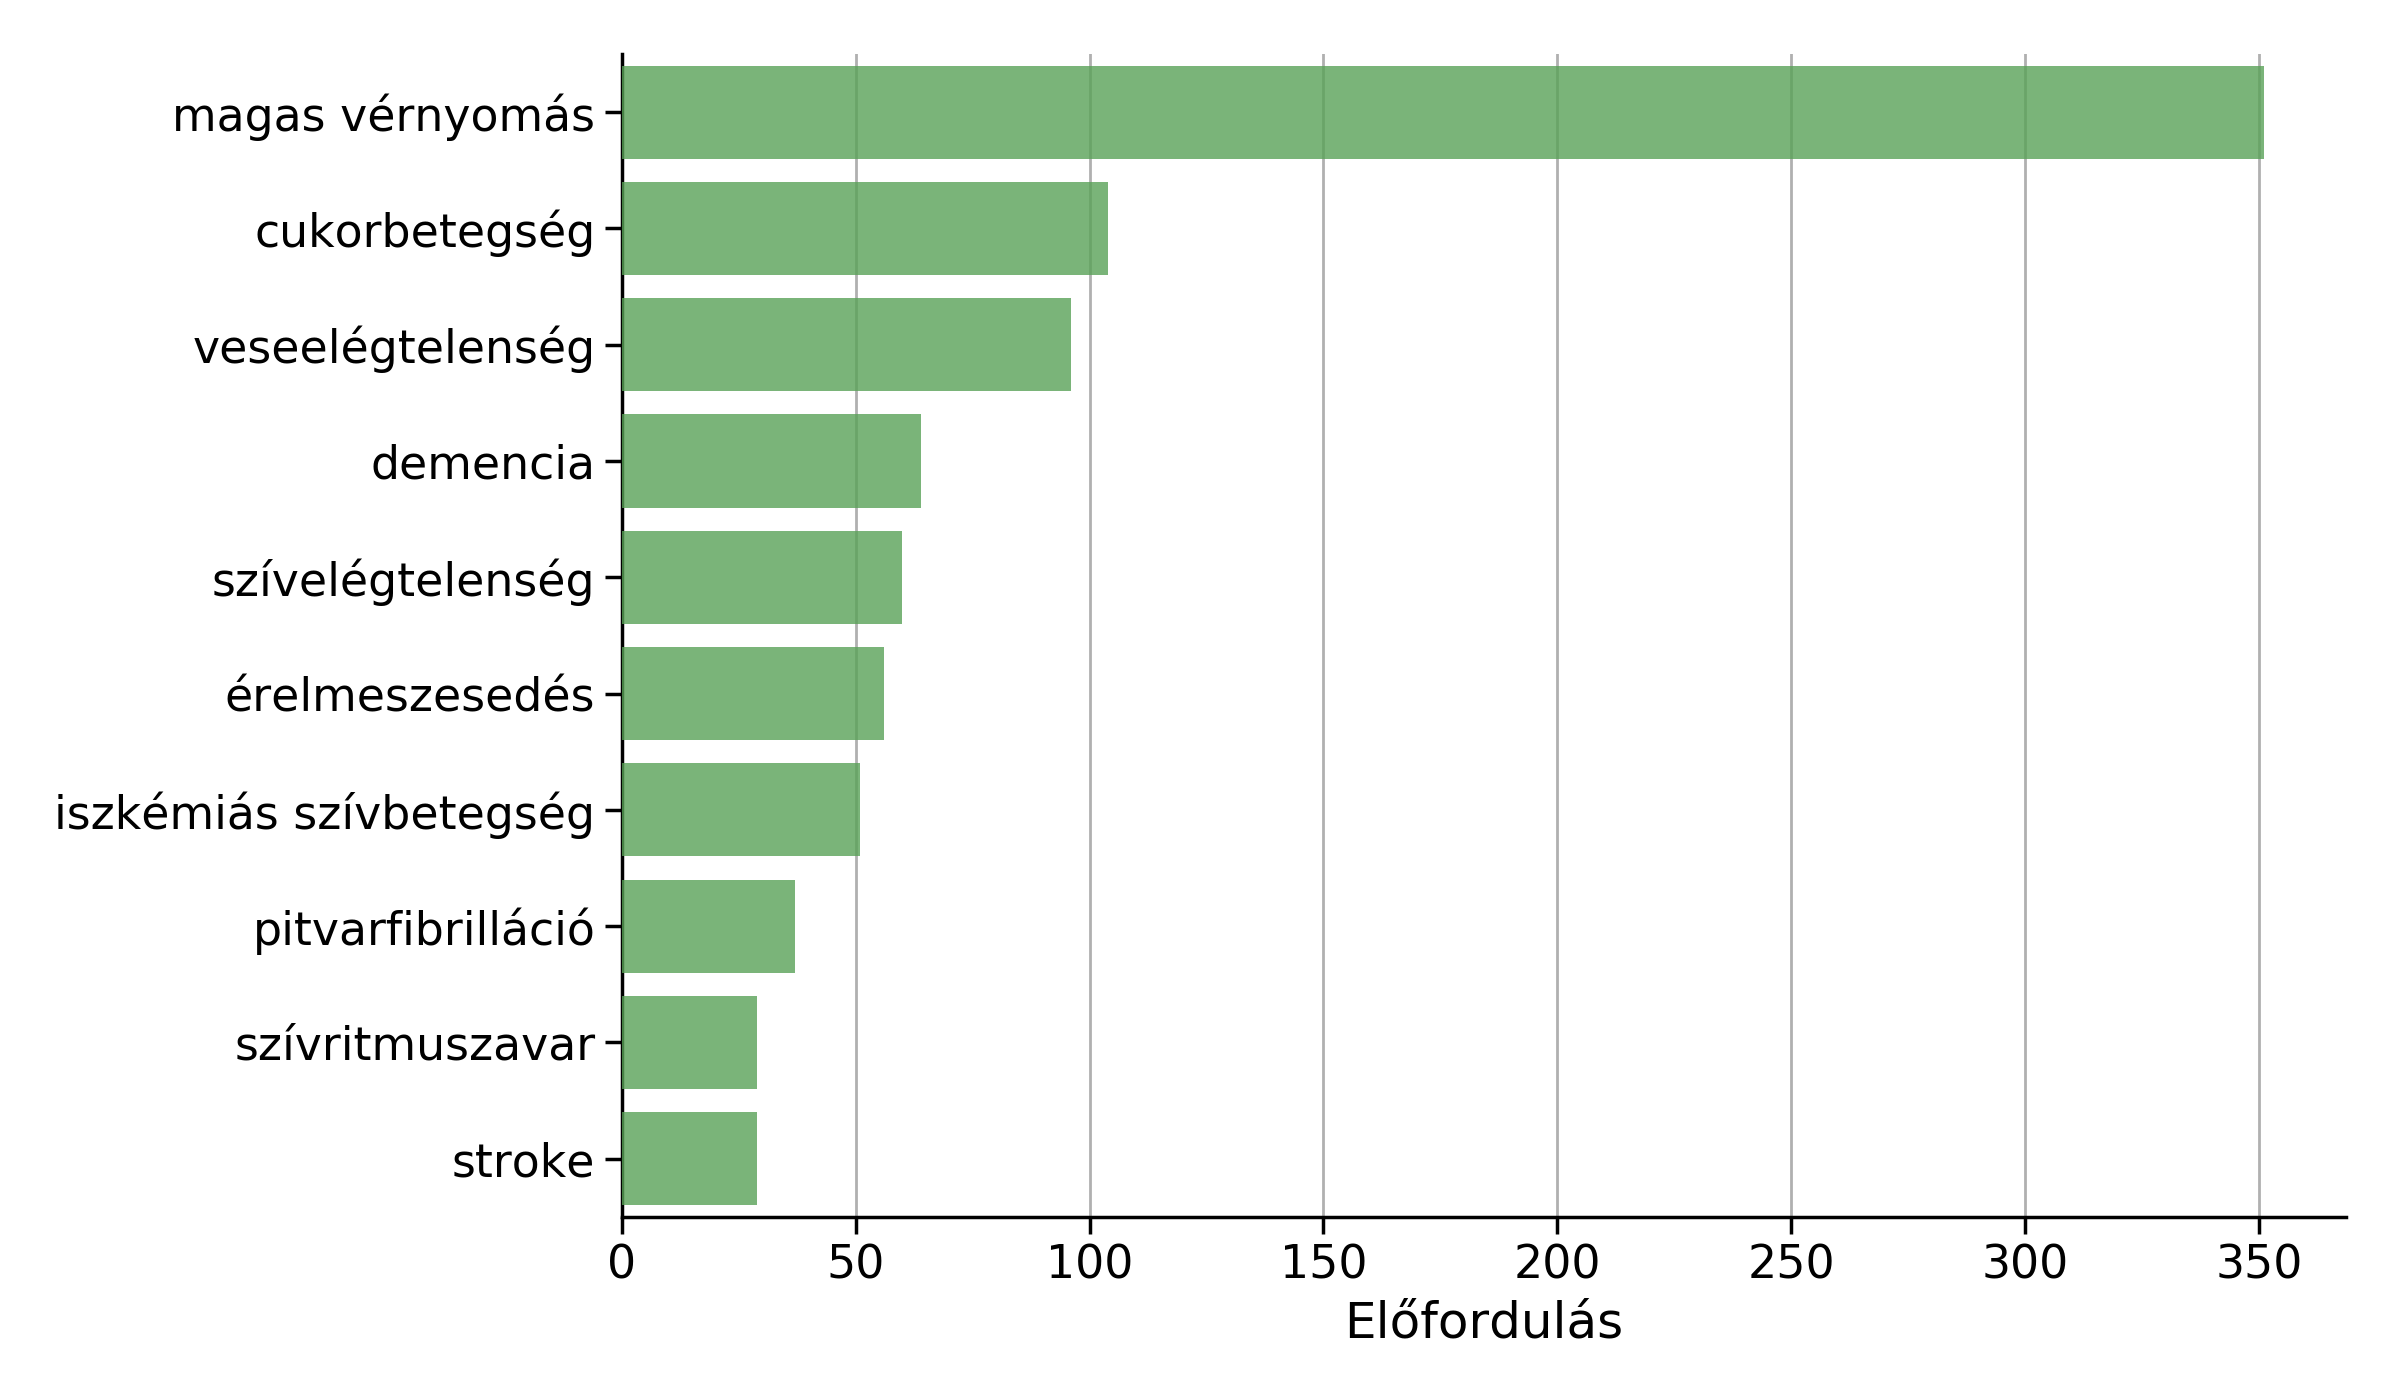 magas vérnyomás
cukorbetegség
veseelégtelenség
demencia
szívelégtelenség
érelmeszesedés
iszkémiás szívbetegség
pitvarfibrilláció
szívritmuszavar
stroke
0 50 100 150 200 250 300 350
Előfordulás